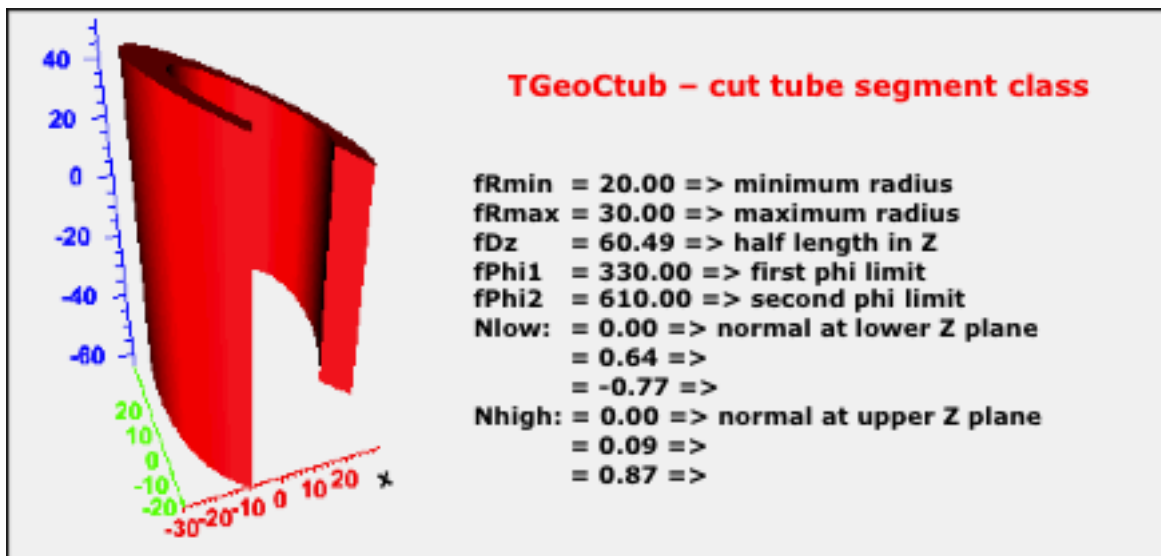 TGeoCtub – cut tube segment class
fRmin = 20.00 => minimum radius
fRmax = 30.00 => maximum radius
fDz = 60.49 => half length in Z
fPhi1 = 330.00 => first phi limit
fPhi2 = 610.00 => second phi limit
Nlow: = 0.00 => normal at lower Z plane
= 0.64 =>
= -0.77 =>
Nhigh: = 0.00 => normal at upper Z plane
= 0.09 =>
= 0.87 =>
40
20
0
-20
-40
-60
20
10
0
-10
-20
-30 -20 -10 0 10 20 x